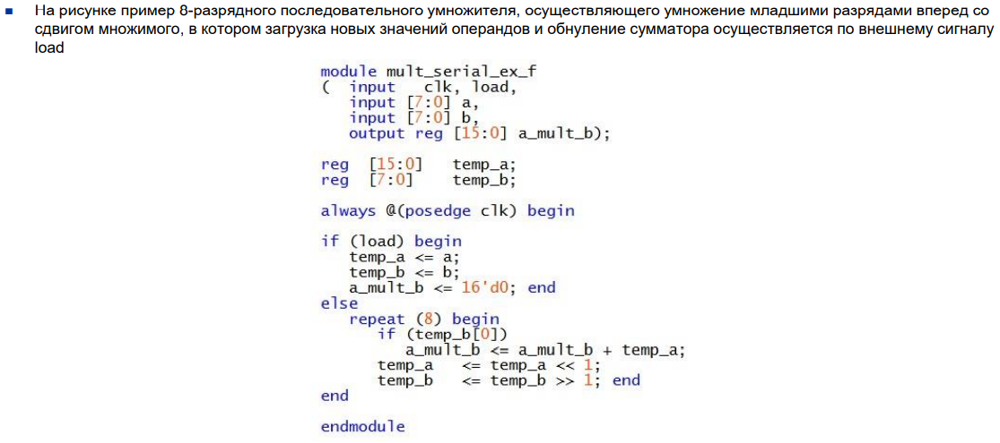 На рисунке пример 8-разрядного последовательного умножителя, осуществляющего умножение младшими разрядами вперед со
сдвигом множимого, в котором загрузка новых значений операндов и обнуление сумматора осуществляется по внешнему сигналу
load
module mult_serial_ex_f
( input clk, load,
input [7:0] a,
input [7:0] b,
output reg [15:0] a_mult_b);
reg [15:0] temp_a;
reg [7:0] temp_b;
always @(posedge clk) begin
if (load) begin
temp_a <= a;
temp_b <= b;
a_mult_b <= 16'd0; end
else
repeat (8) begin
if (temp_b[0])
a_mult_b <= a_mult_b + temp_a;
temp_a <= temp_a << 1;
temp_b <= temp_b >> 1; end
end
endmodule